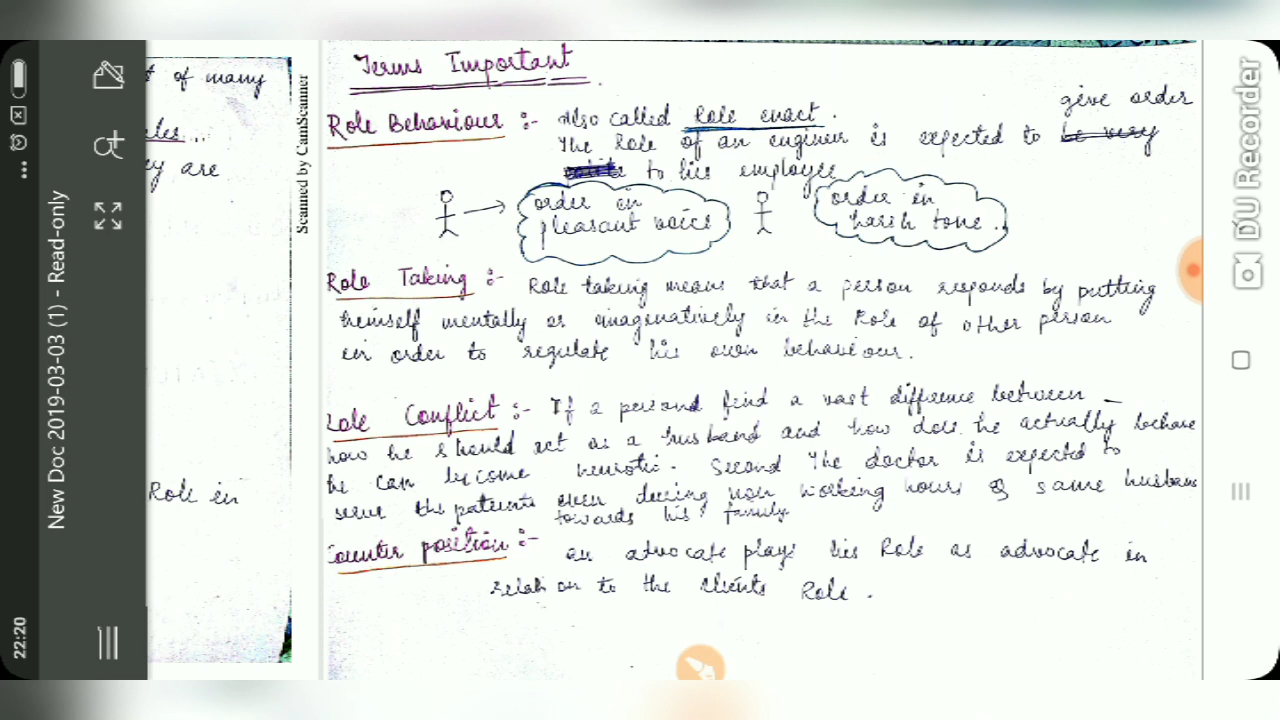 22:20
New Doc 2019-03-03 (1) - Read-only
of many
ey are
Role in
Scanned by CamScanner
Terms Important
Role Behaviour :- Also called Role enact.
The Role of an engineer is expected to give order
to his employee
order in
pleasant voice
order in
harsh tone.
Role Taking :- Role taking means that a person responds by putting
himself mentally or imagenatively in the Role of other person
in order to regulate his own behaviour.
Role Conflict :- If a person find a vast difference between
how he should act as a husband and how does he actually behave
he can become neurotic. Second The doctor is expected to
serve the patients even during non working hours & same husband
towards his family
Counter position :- an advocate plays his Role as advocate in
relation to the clients Role.
DU Recorder